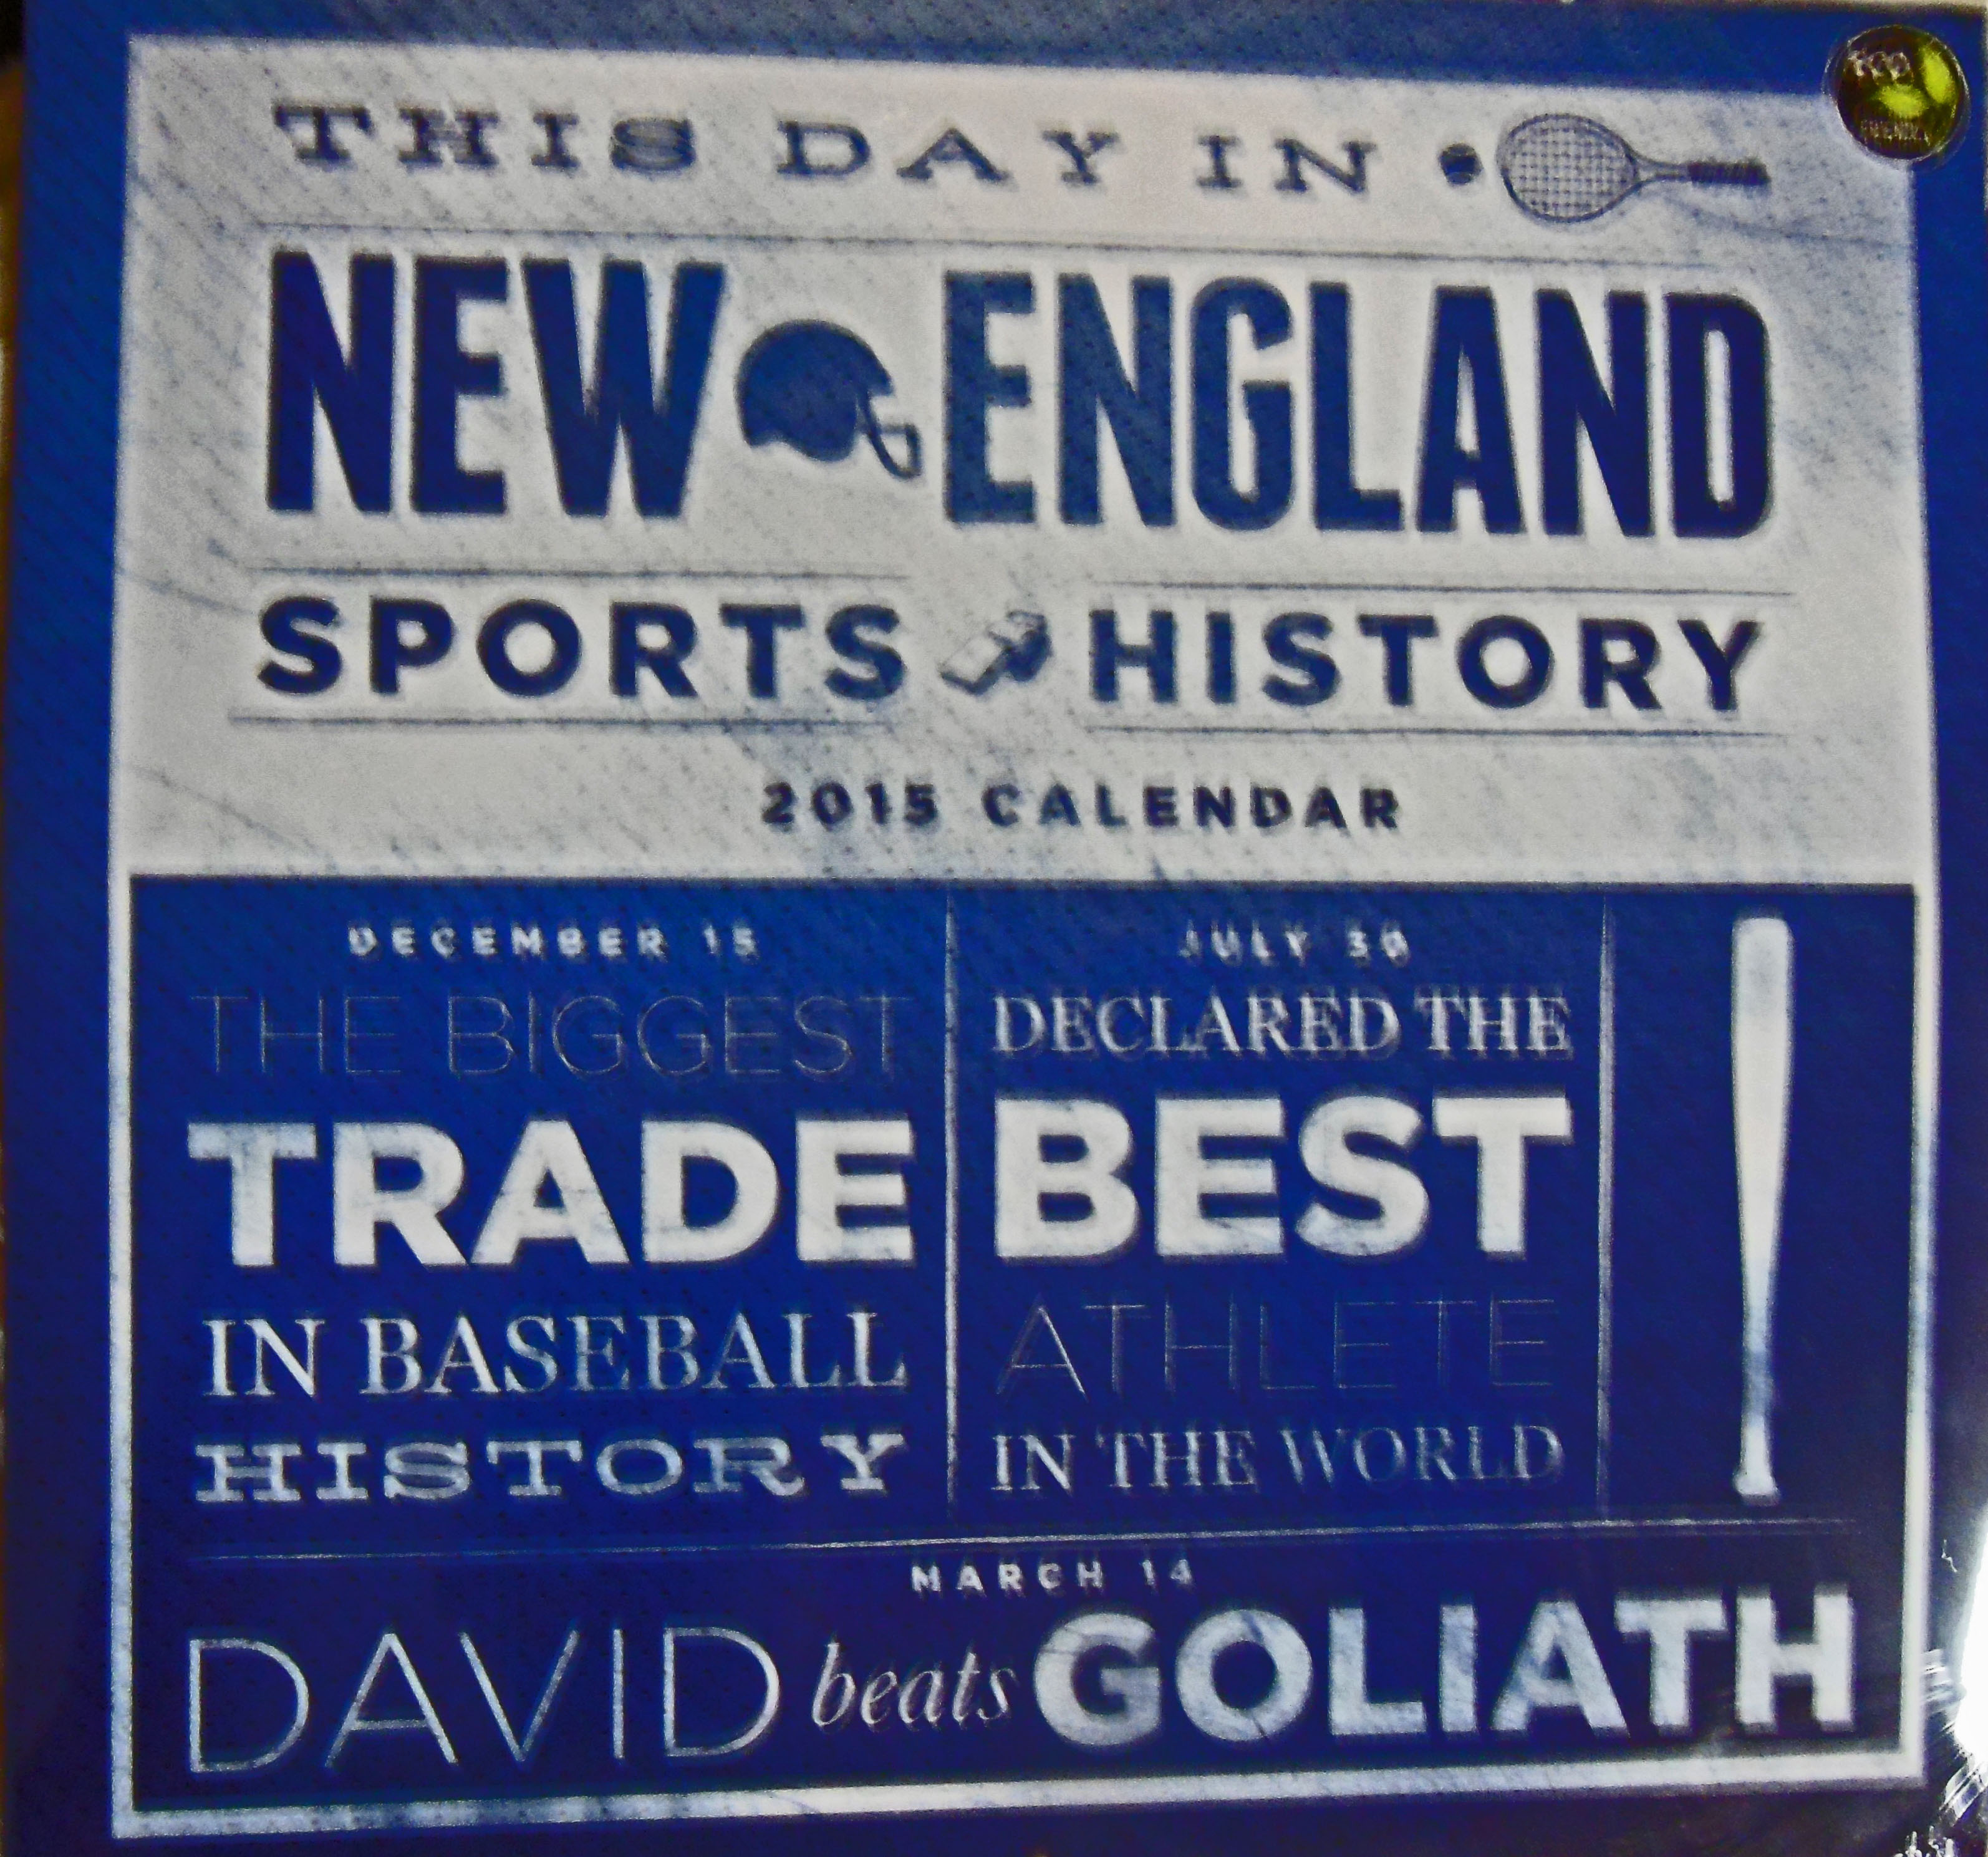 THIS DAY IN
NEW ENGLAND
SPORTS HISTORY
2015 CALENDAR
DECEMBER 15
THE BIGGEST
TRADE
IN BASEBALL
HISTORY
JULY 30
DECLARED THE
BEST
ATHLETE
IN THE WORLD
MARCH 14
DAVID beats GOLIATH